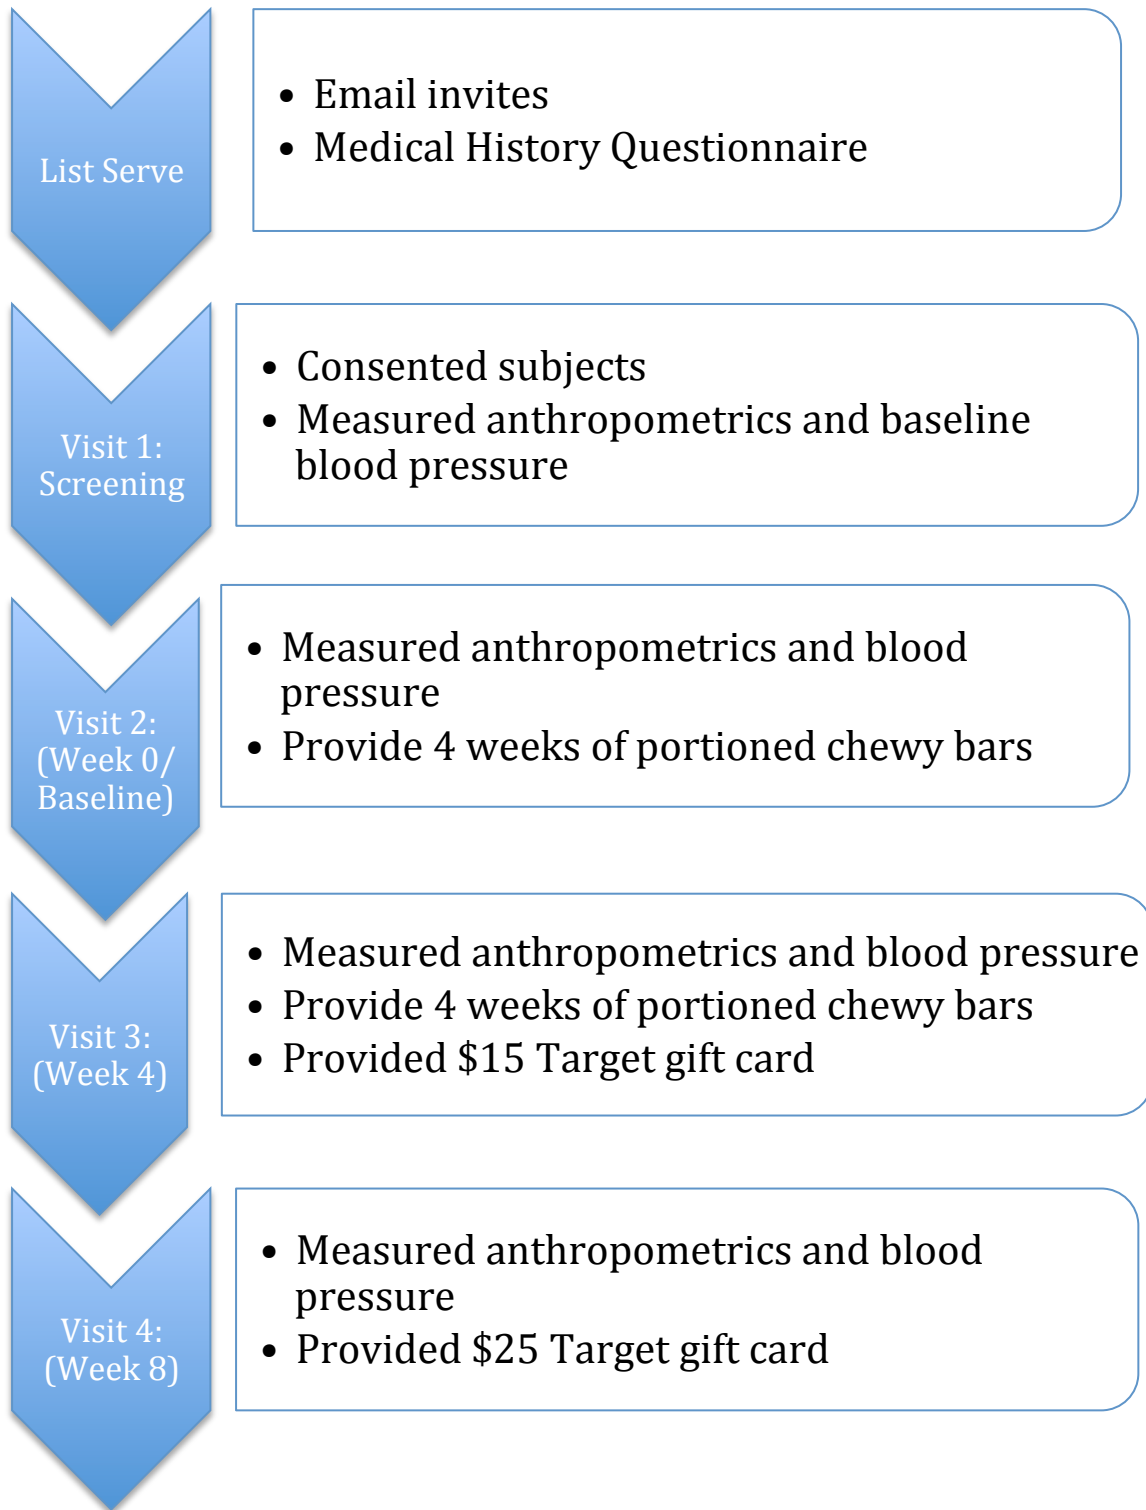 List Serve
• Email invites
• Medical History Questionnaire
Visit 1:
Screening
• Consented subjects
• Measured anthropometrics and baseline
blood pressure
Visit 2:
(Week 0/
Baseline)
• Measured anthropometrics and blood
pressure
• Provide 4 weeks of portioned chewy bars
Visit 3:
(Week 4)
• Measured anthropometrics and blood pressure
• Provide 4 weeks of portioned chewy bars
• Provided $15 Target gift card
Visit 4:
(Week 8)
• Measured anthropometrics and blood
pressure
• Provided $25 Target gift card